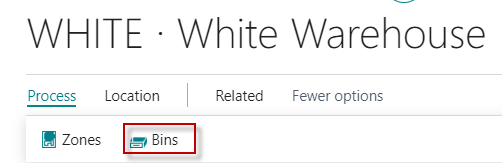 WHITE · White Warehouse
Process Location Related Fewer options
Zones Bins